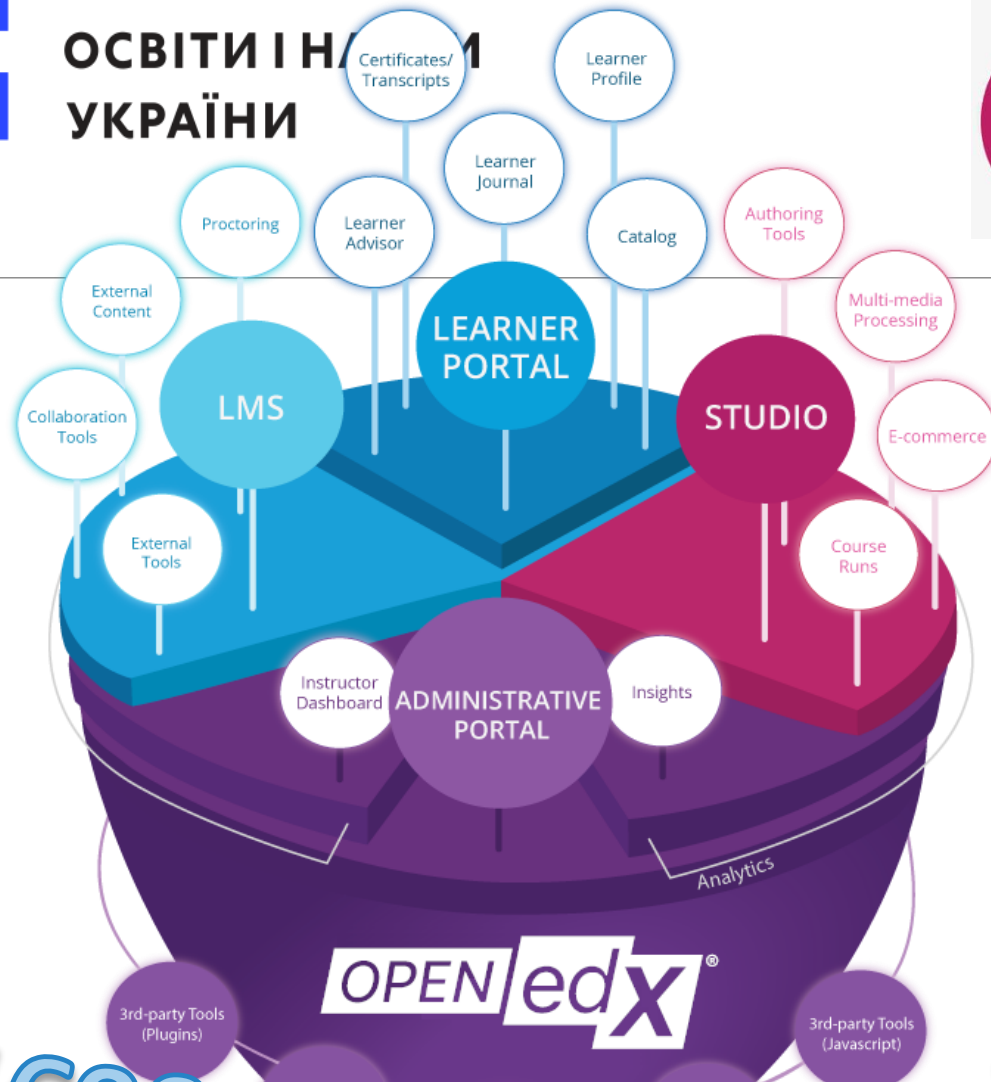 ОСВІТИ І Н
УКРАЇНИ
Certificates/
Transcripts
Learner
Profile
Learner
Journal
Proctoring
Learner
Advisor
Catalog
Authoring
Tools
External
Content
Multi-media
Processing
LEARNER
PORTAL
LMS
STUDIO
Collaboration
Tools
E-commerce
External
Tools
Course
Runs
Instructor
Dashboard
ADMINISTRATIVE
PORTAL
Insights
Analytics
OPEN edX®
3rd-party Tools
(Plugins)
3rd-party Tools
(Javascript)